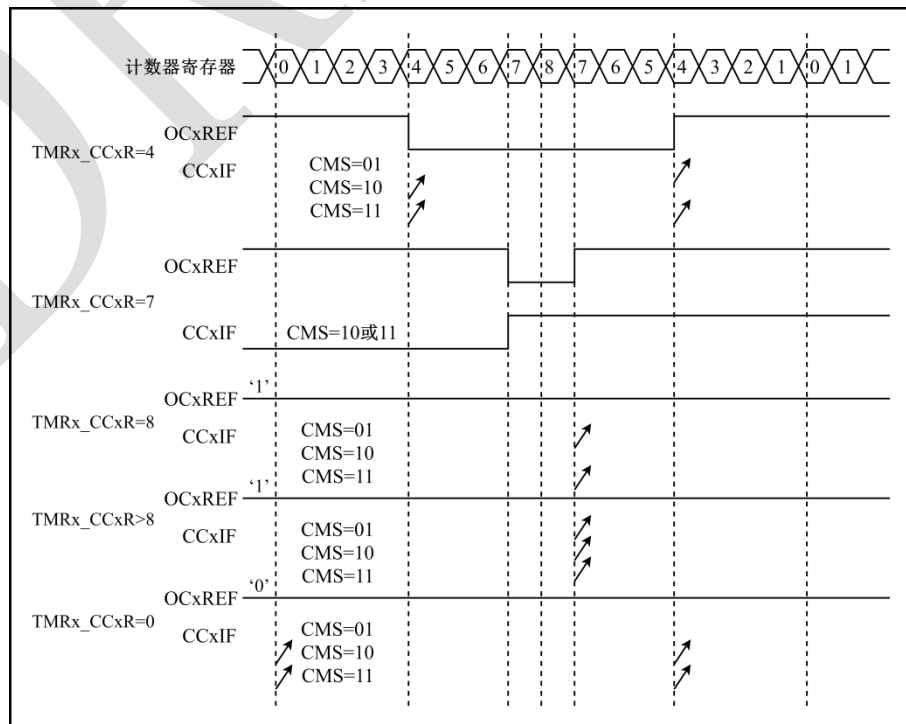 计数器寄存器 0 1 2 3 4 5 6 7 8 7 6 5 4 3 2 1 0 1
OCxREF
TMRx_CCxR=4
CCxIF
CMS=01
CMS=10
CMS=11
OCxREF
TMRx_CCxR=7
CCxIF
CMS=10或11
OCxREF '1'
TMRx_CCxR=8
CCxIF
CMS=01
CMS=10
CMS=11
OCxREF '1'
TMRx_CCxR>8
CCxIF
CMS=01
CMS=10
CMS=11
OCxREF '0'
TMRx_CCxR=0
CCxIF
CMS=01
CMS=10
CMS=11